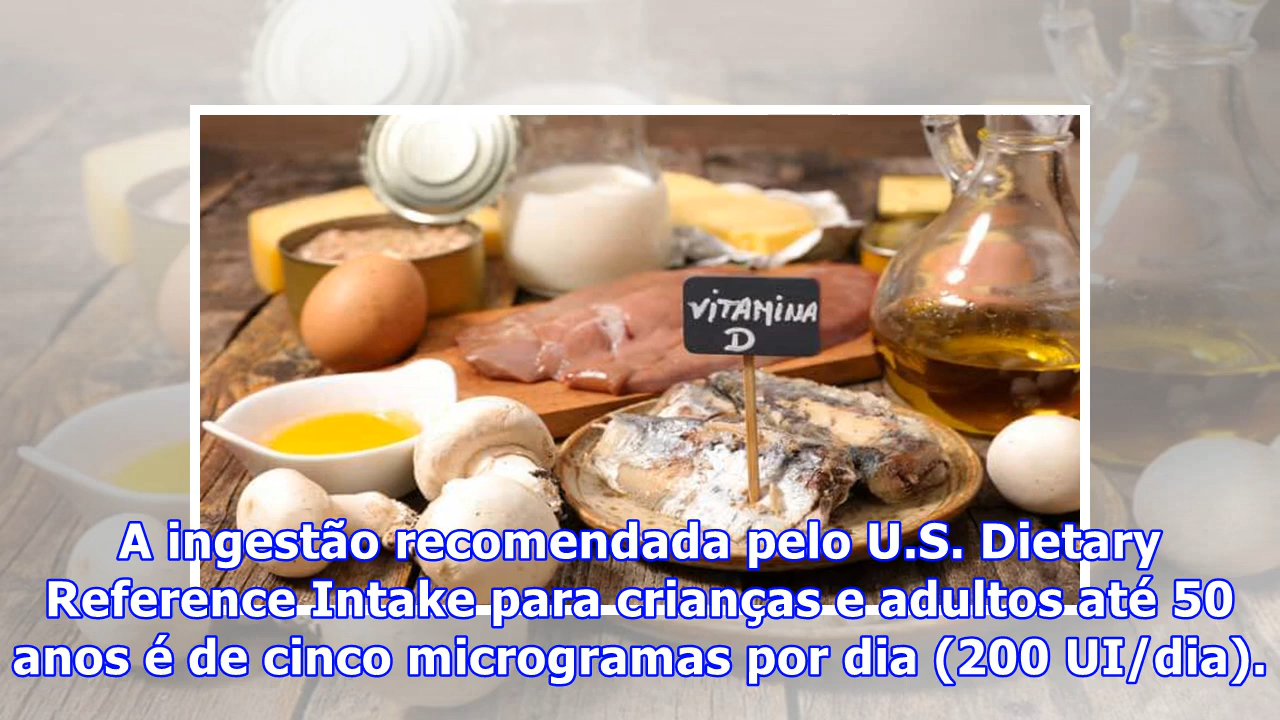 VITAMINA
D
A ingestão recomendada pelo U.S. Dietary
Reference Intake para crianças e adultos até 50
anos é de cinco microgramas por dia (200 UI/dia).